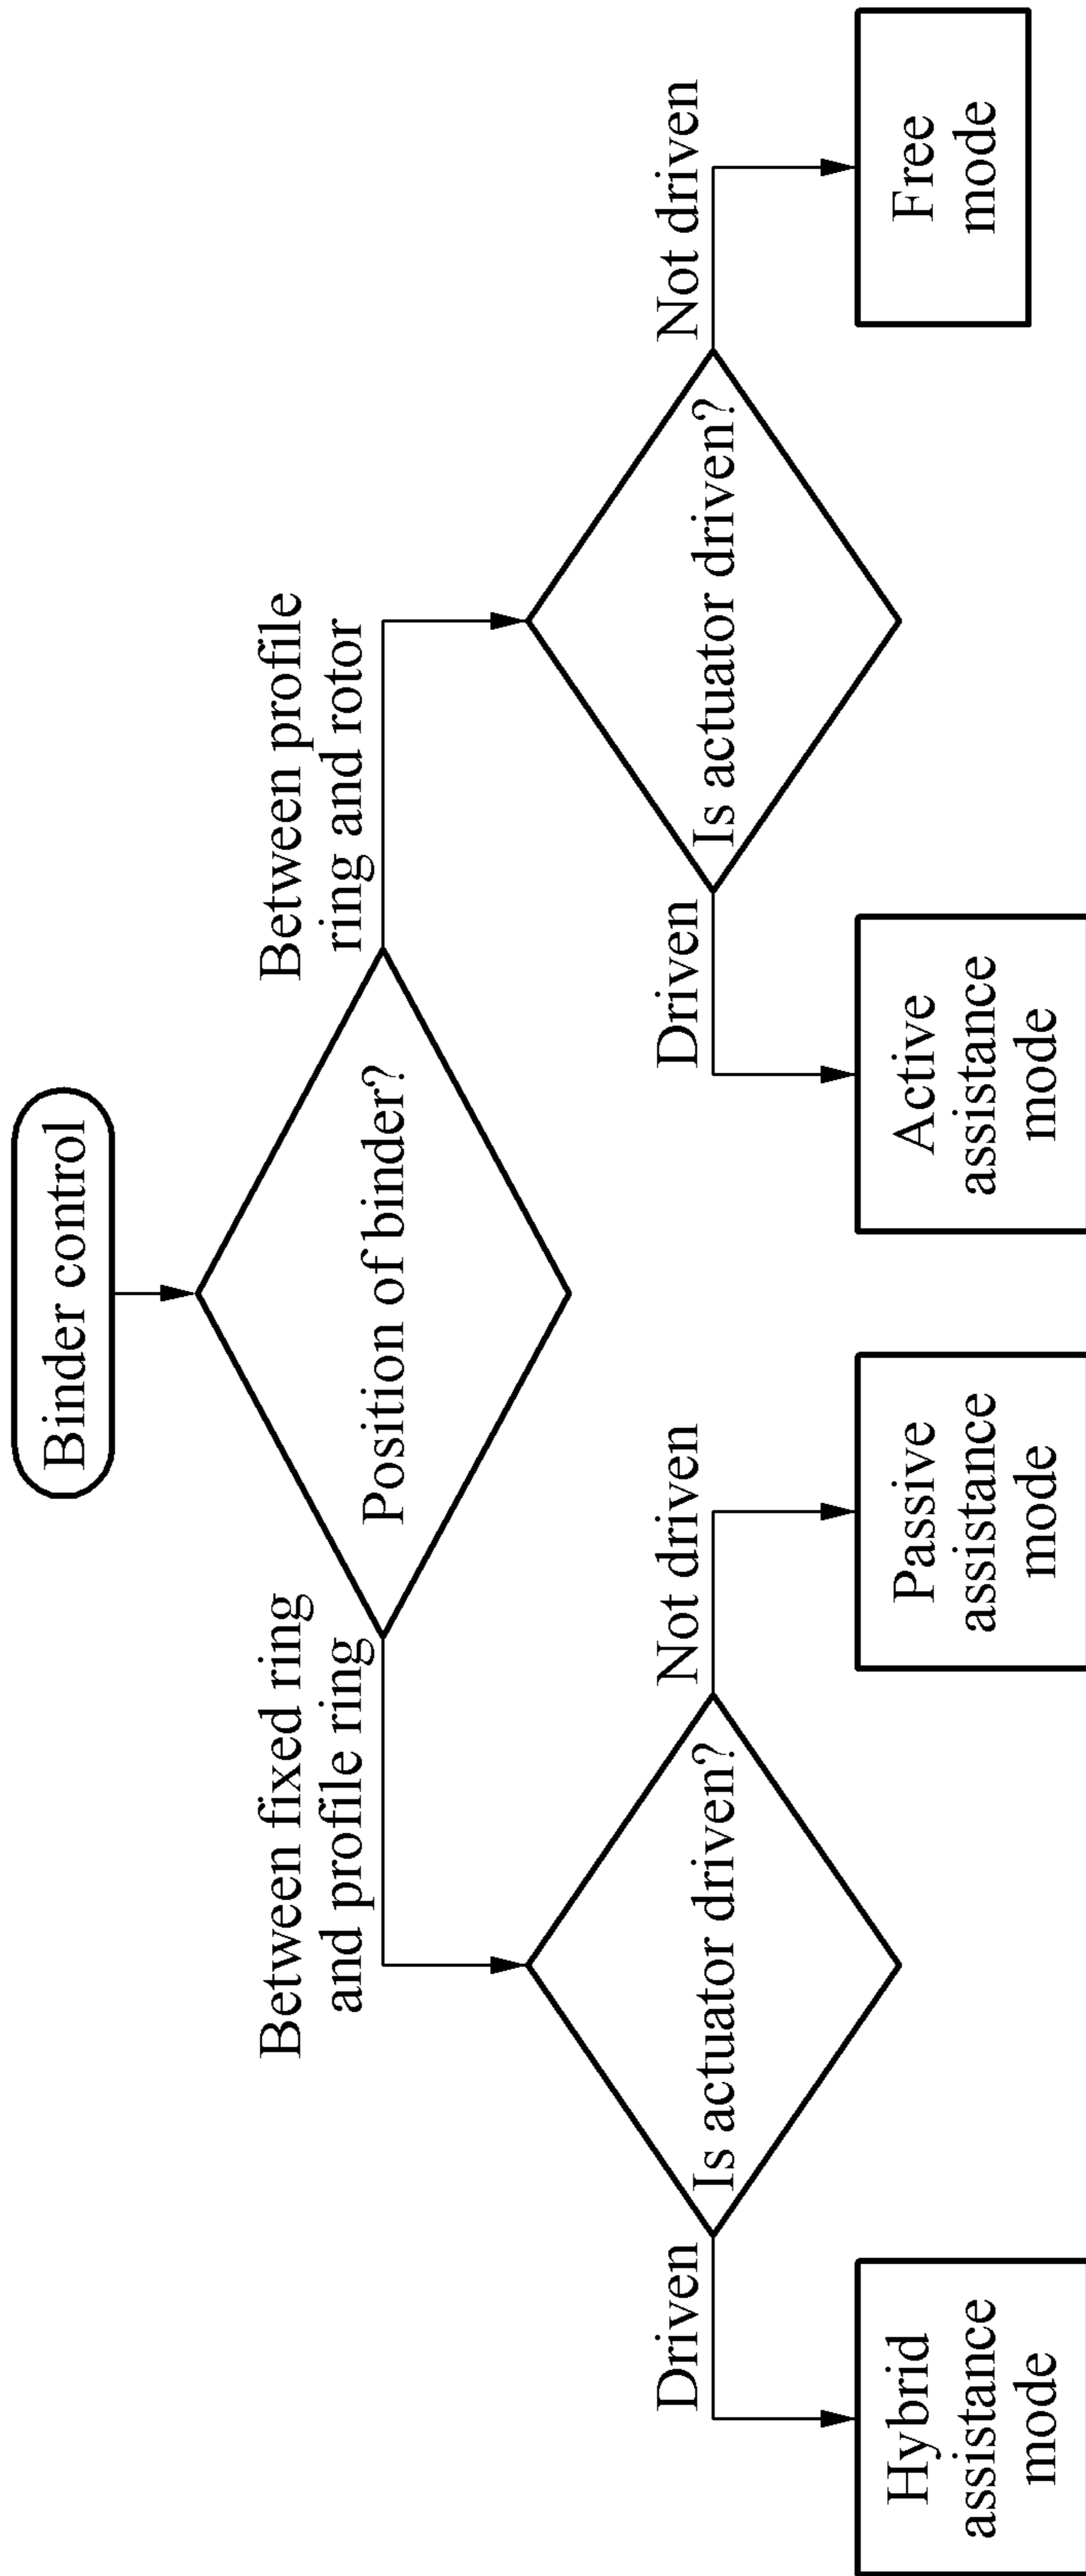 Binder control
Position of binder?
Between fixed ring
and profile ring
Between profile
ring and rotor
Is actuator driven?
Is actuator driven?
Driven
Not driven
Driven
Not driven
Hybrid
assistance
mode
Passive
assistance
mode
Active
assistance
mode
Free
mode